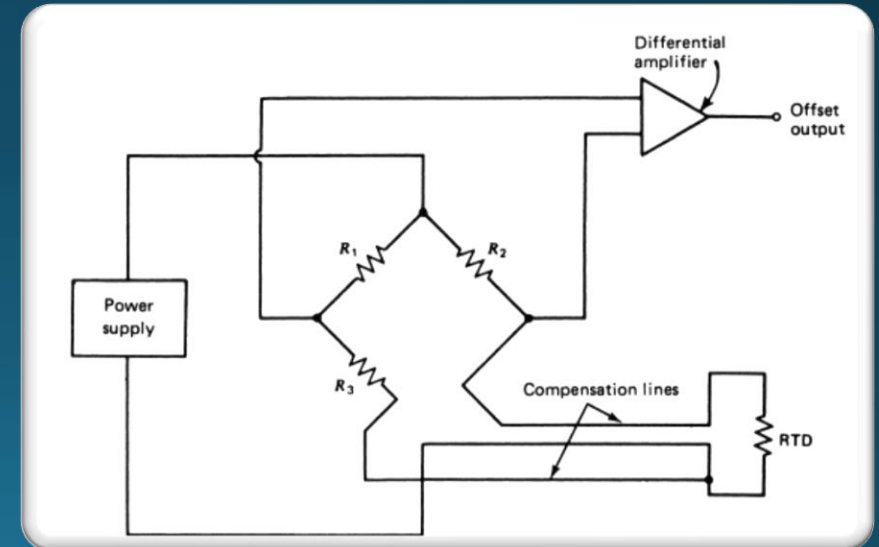 Differential
amplifier
Offset
output
R₁
R₂
Power
supply
R₃
Compensation lines
RTD